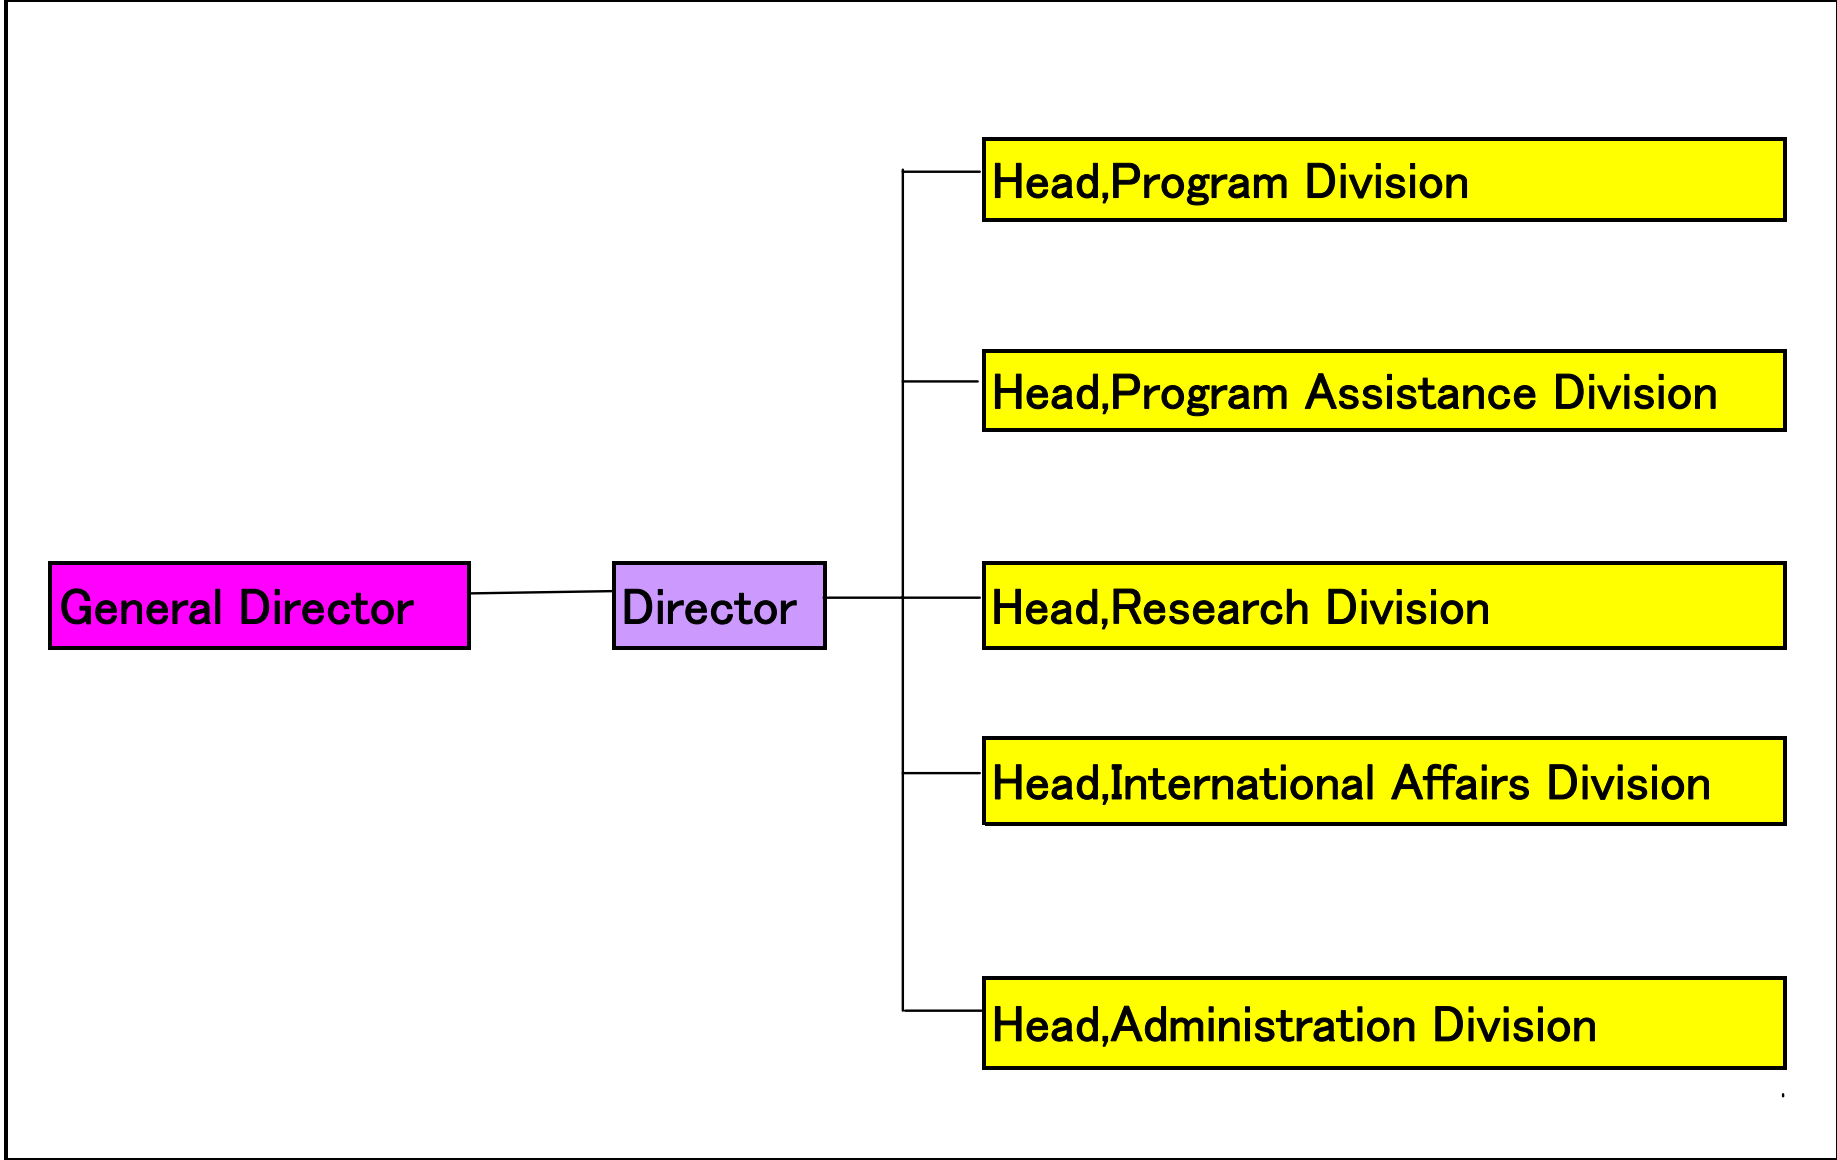 Head,Program Division
Head,Program Assistance Division
General Director
Director
Head,Research Division
Head,International Affairs Division
Head,Administration Division